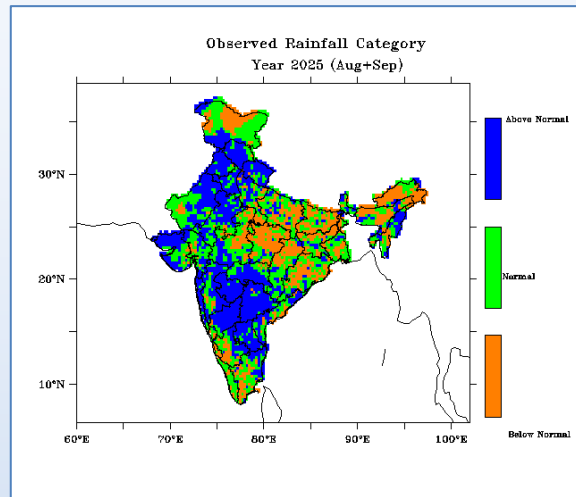 Observed Rainfall Category
Year 2025 (Aug+Sep)
Above Normal
30°N
Normal
20°N
10°N
Below Normal
60°E
70°E
80°E
90°E
100°E